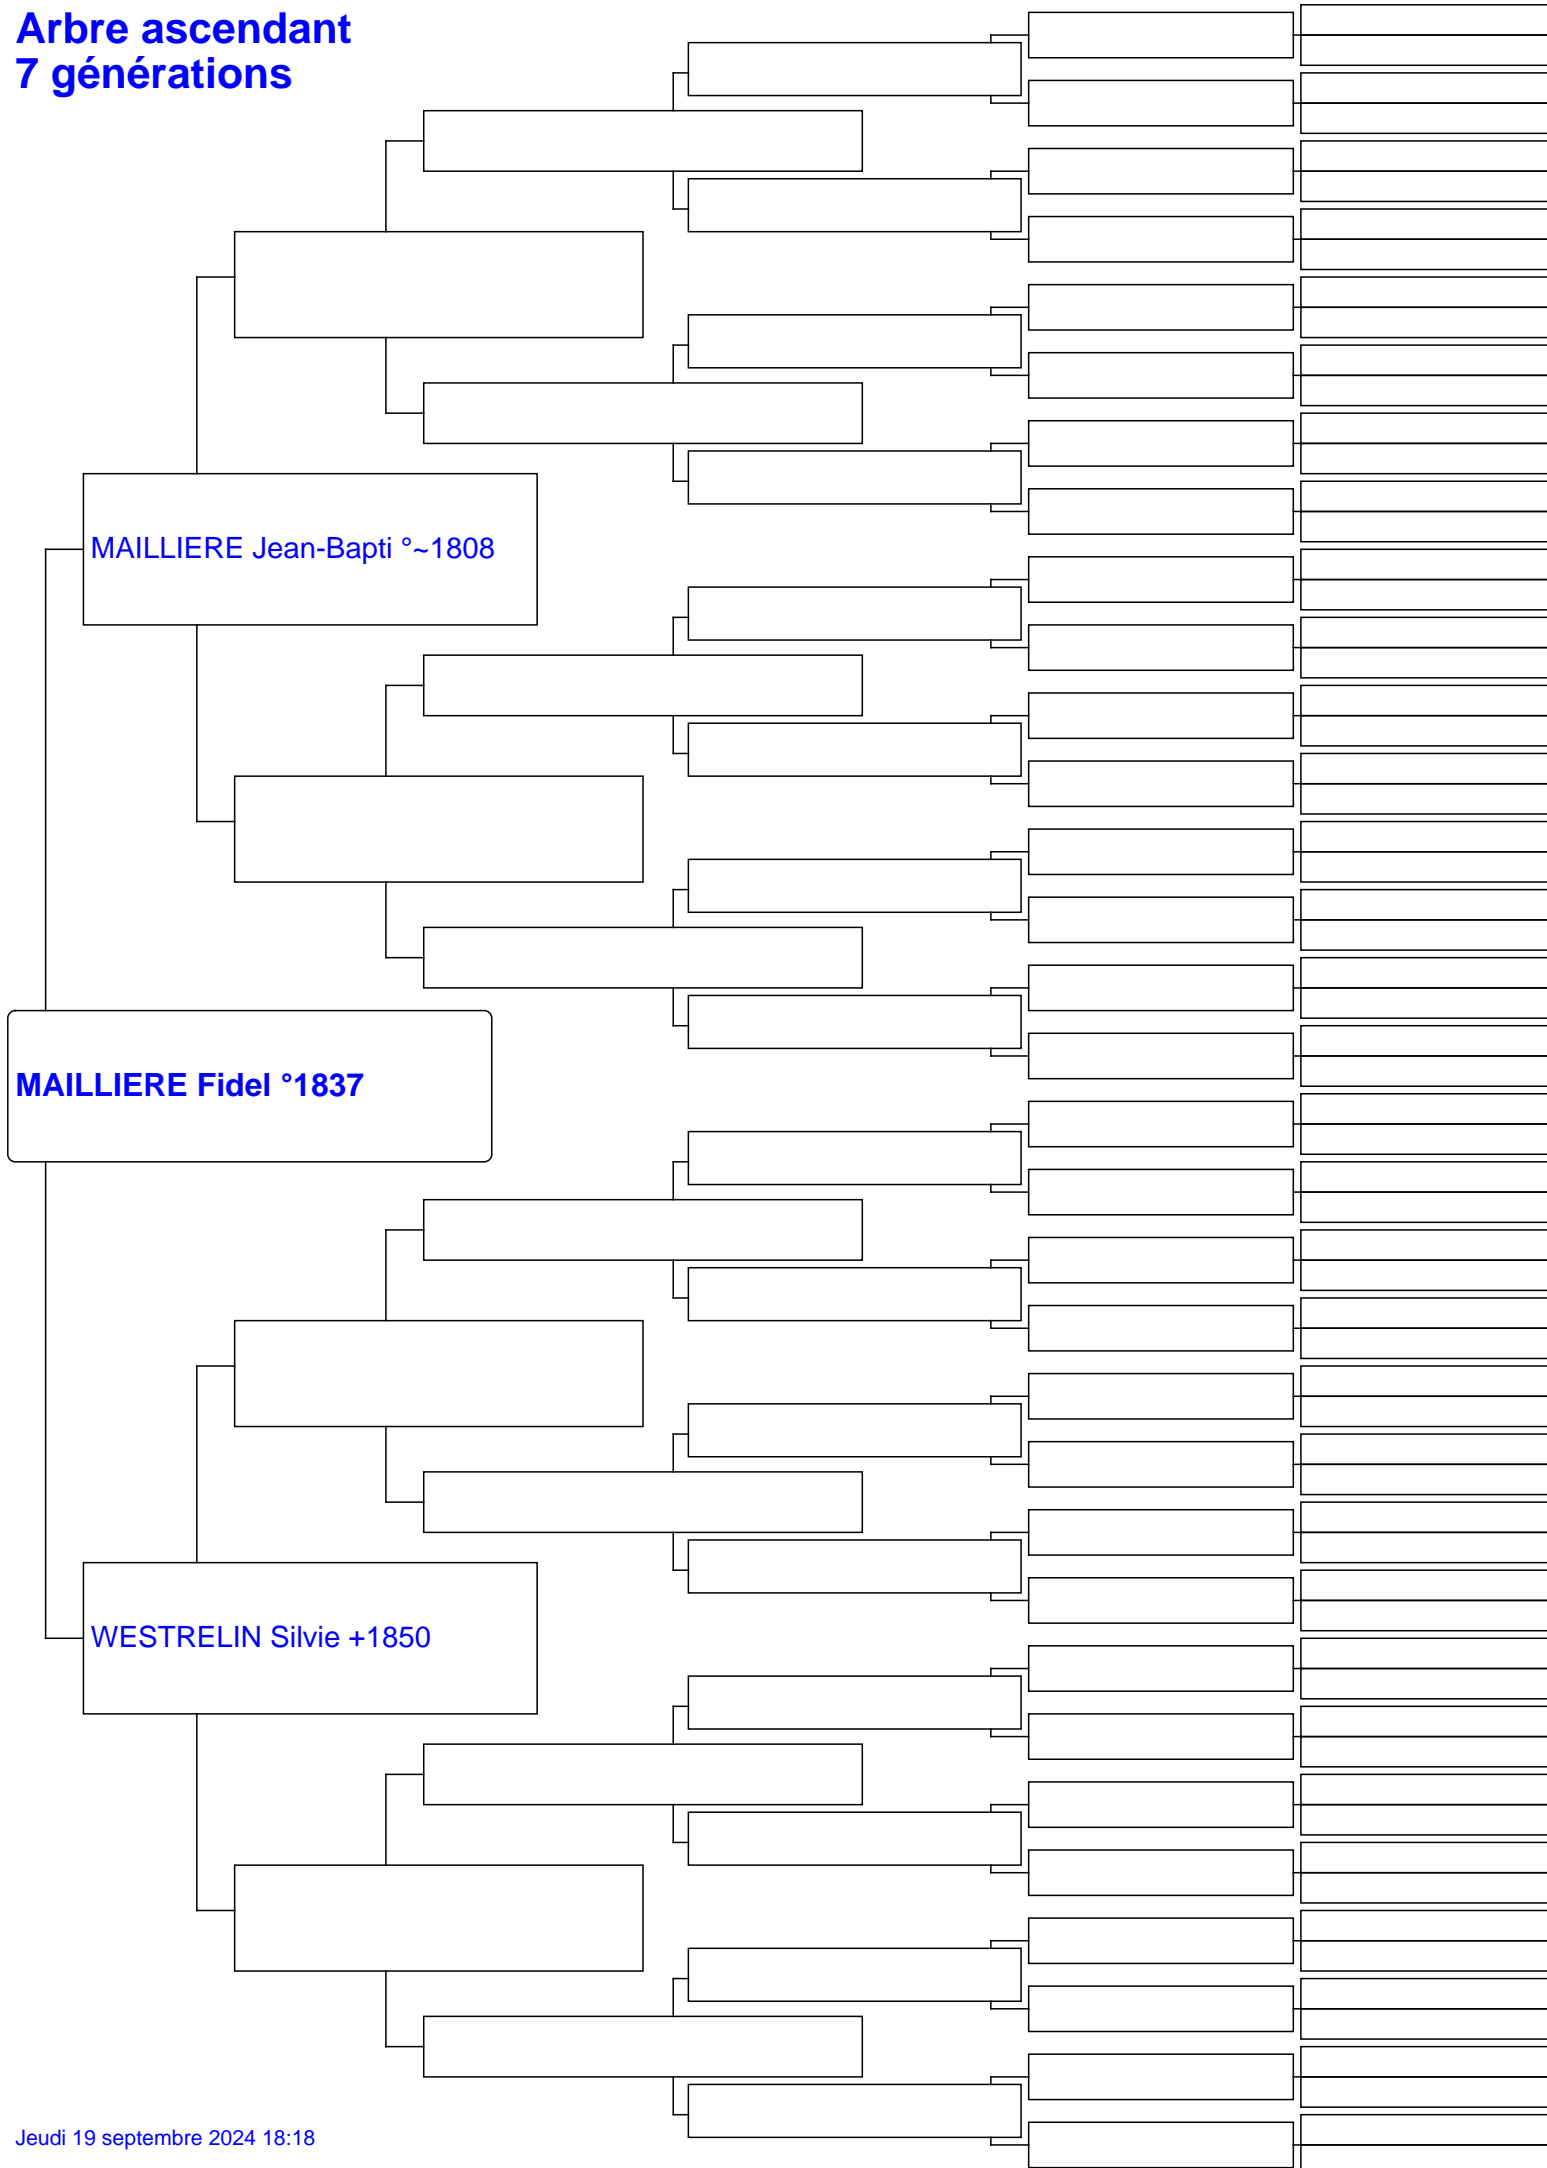 Arbre ascendant
7 générations
MAILLIERE Jean-Bapti °~1808
MAILLIERE Fidel °1837
WESTRELIN Silvie +1850
Jeudi 19 septembre 2024 18:18